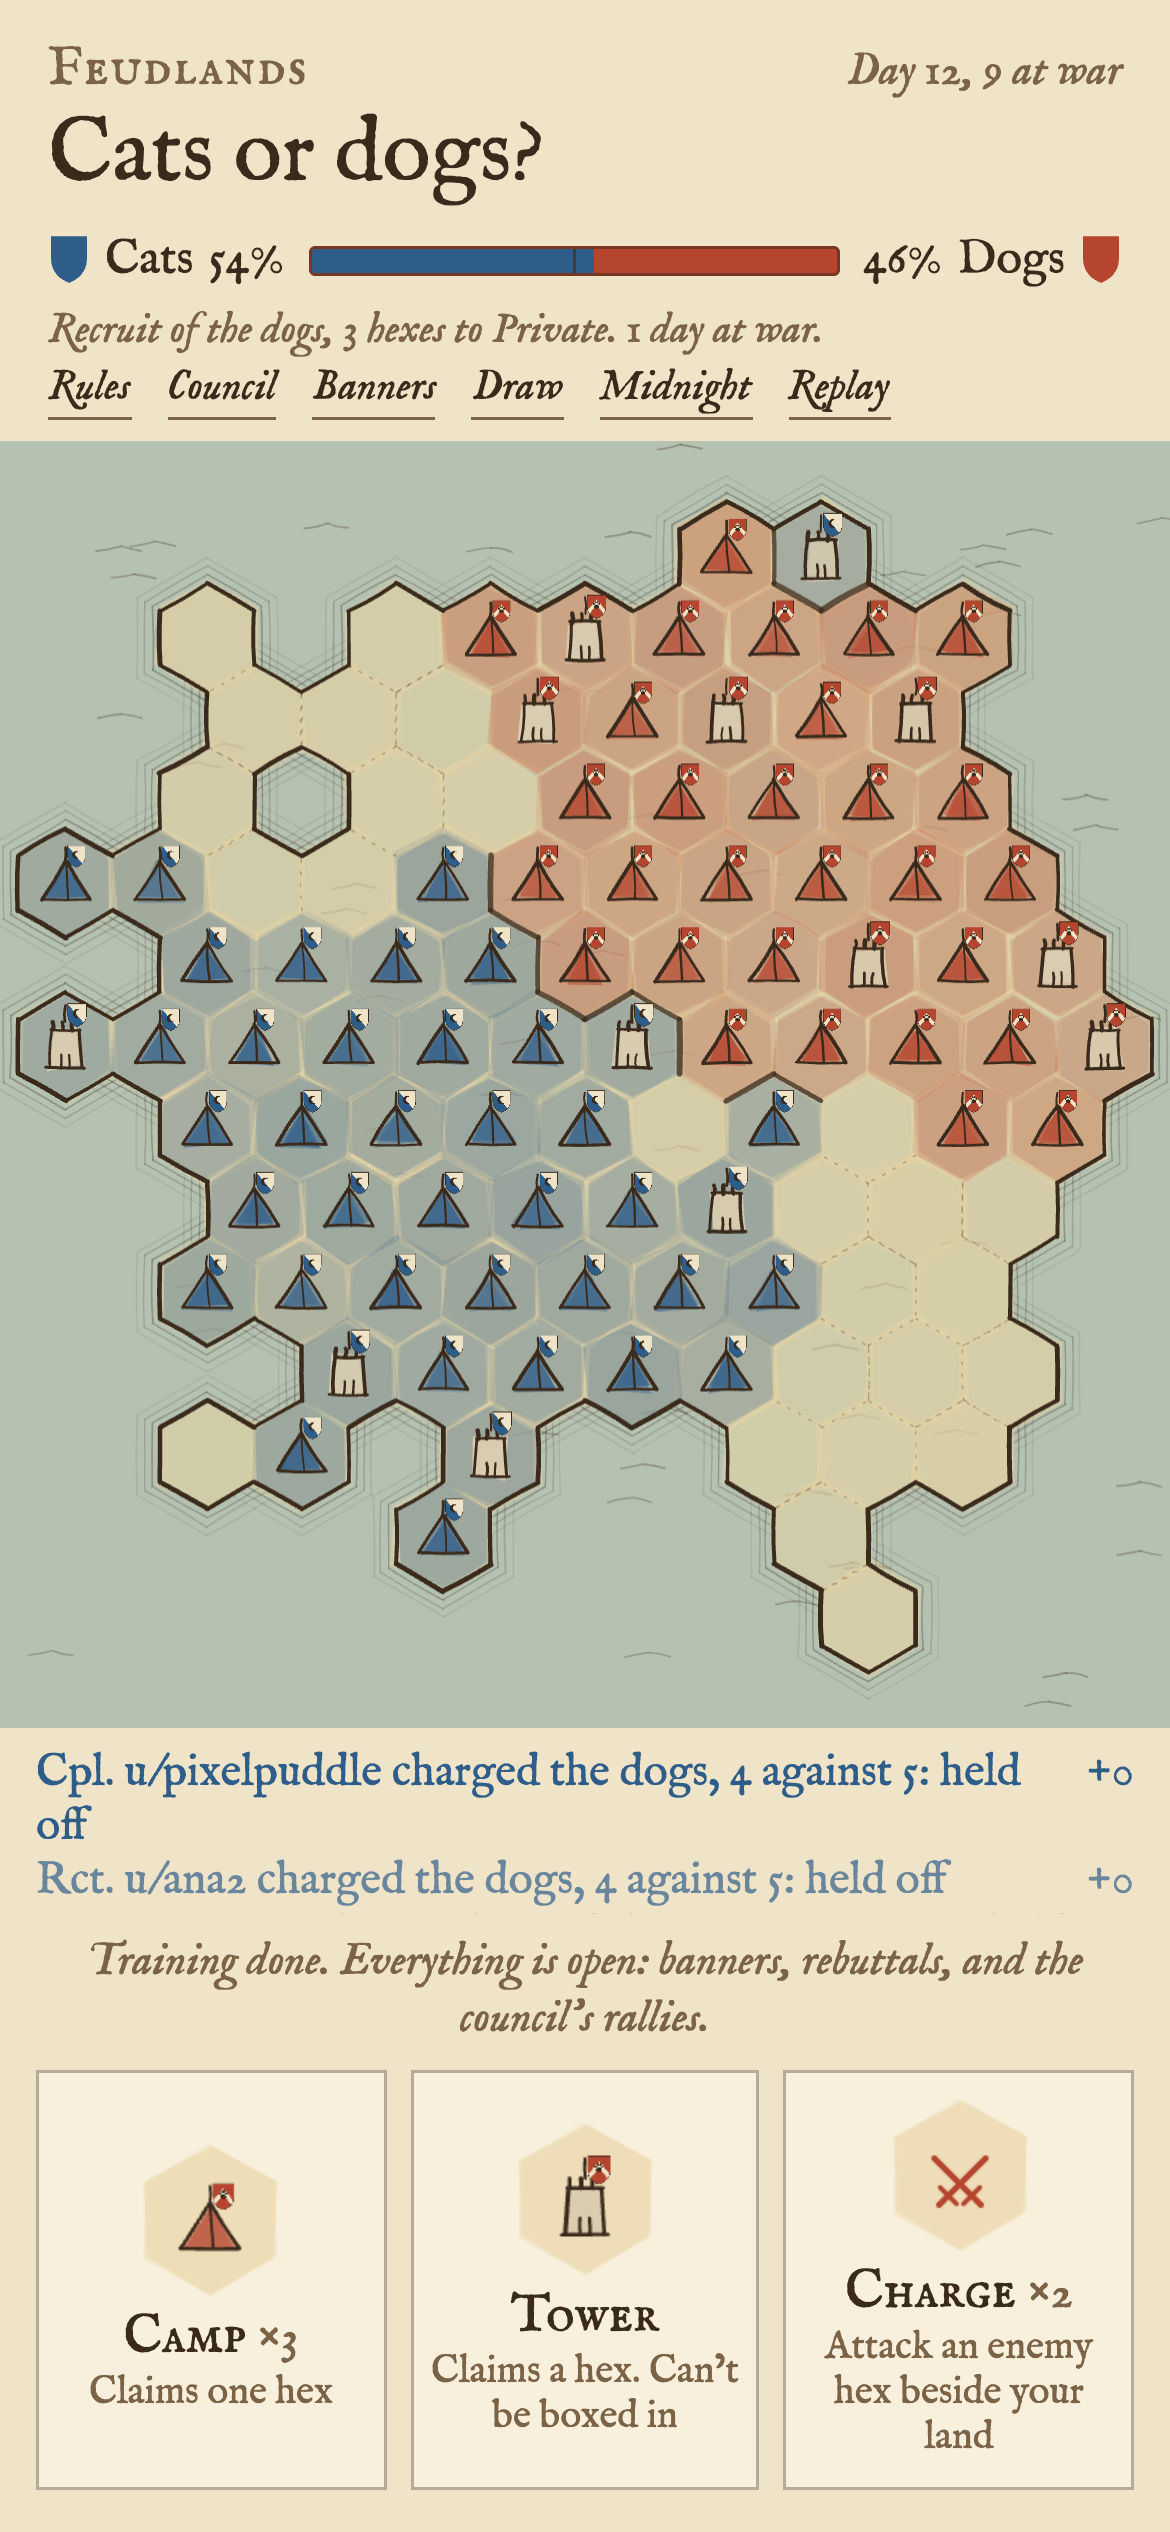 Feudlands
Day 12, 9 at war
Cats or dogs?
Cats 54%
46% Dogs
Recruit of the dogs, 3 hexes to Private. 1 day at war.
Rules Council Banners Draw Midnight Replay
Cpl. u/pixelpuddle charged the dogs, 4 against 5: held +0
off
Rct. u/ana2 charged the dogs, 4 against 5: held off +0
Training done. Everything is open: banners, rebuttals, and the
council's rallies.
Camp ×3
Claims one hex
Tower
Claims a hex. Can't
be boxed in
Charge ×2
Attack an enemy
hex beside your
land